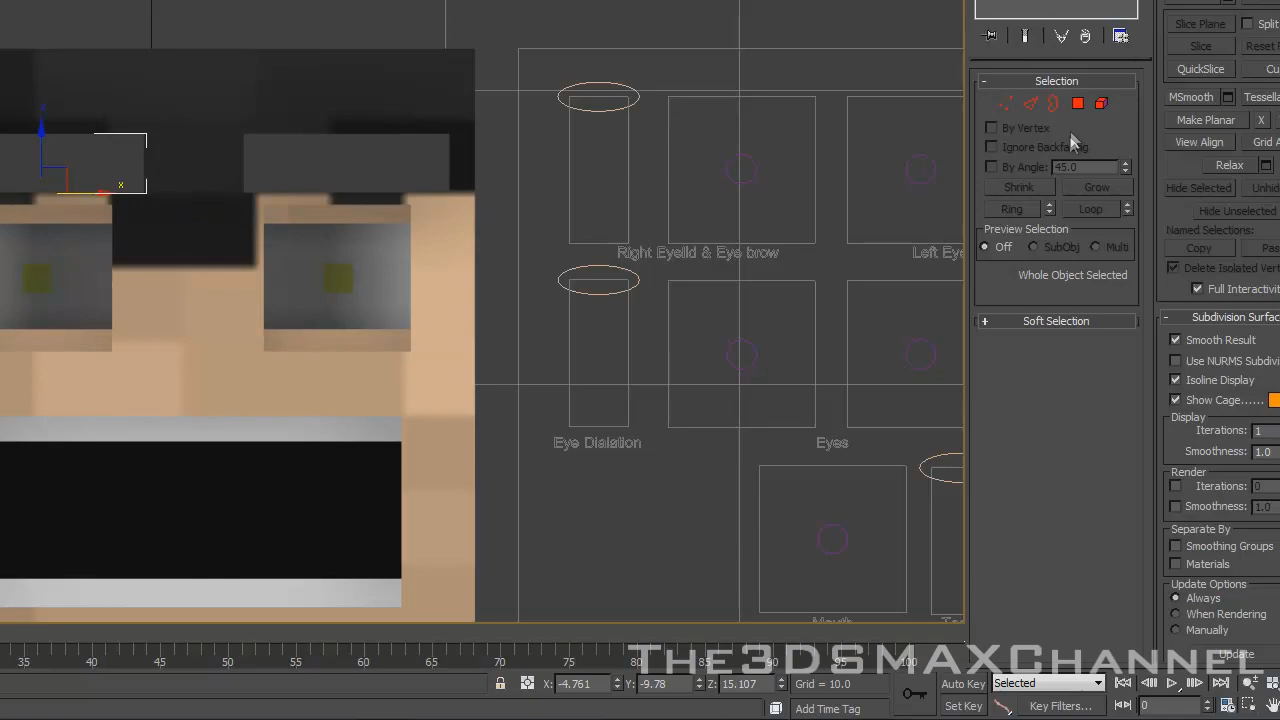 Slice Plane
Split
Slice
Reset
QuickSlice
MSmooth
Make Planar
X
View Align
Grid
Relax
Hide Selected
Hide Unselected
Named Selections:
Copy
Delete Isolated
Full Interactivit
- Selection
By Vertex
Ignore Backfacing
By Angle: 45.0
Shrink
Grow
Ring
Loop
Preview Selection
Off
SubObj
Multi
Whole Object Selected
+ Soft Selection
Smooth Result
Use NURMS Subdivi
Isoline Display
Show Cage......
Display
Iterations: 1
Smoothness: 1.0
Render
Iterations: 0
Smoothness: 1.0
Separate By
Smoothing Groups
Materials
Update Options
Always
When Rendering
Manually
Update
x
Right Eyelid & Eye brow
Left Eye
Eye Dialation
Eyes
Mouth
35 40 45 50 55 60 65 70 75 80 85 90 95 100
The3DSMAXChannel
X: -4.761 Y: -9.78 Z: 15.107 Grid = 10.0
Auto Key Selected
Add Time Tag
Set Key Key Filters... 0